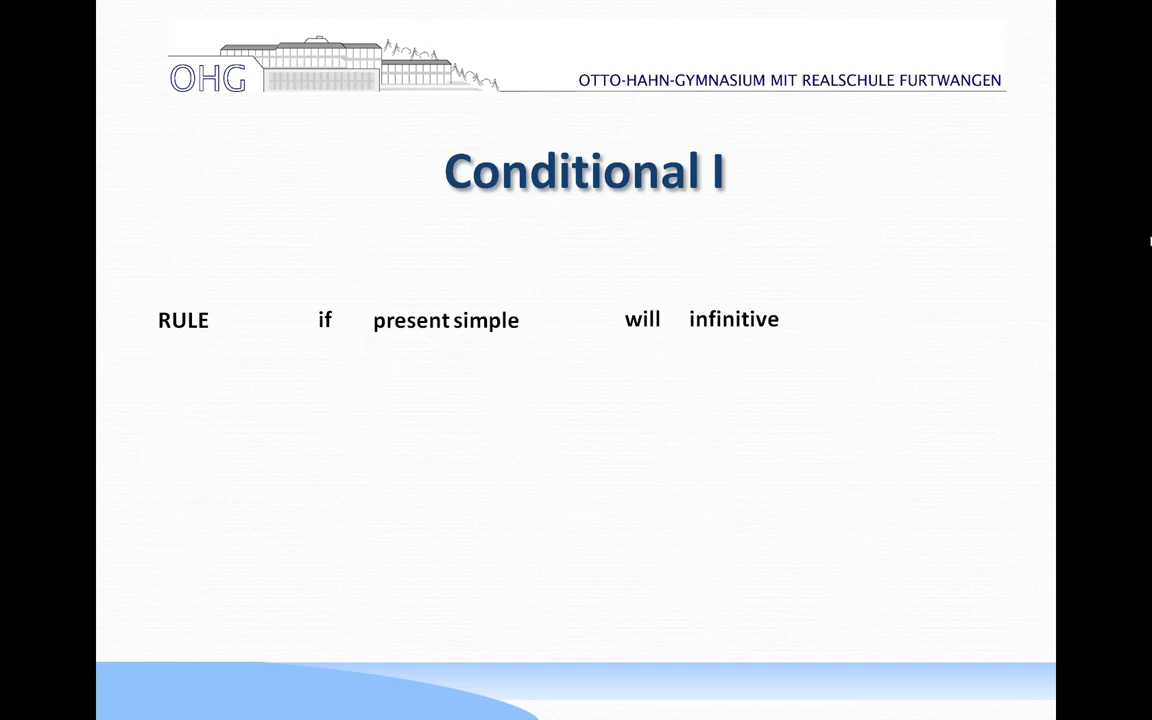 OHG
OTTO-HAHN-GYMNASIUM MIT REALSCHULE FURTWANGEN
Conditional I
RULE if present simple will infinitive